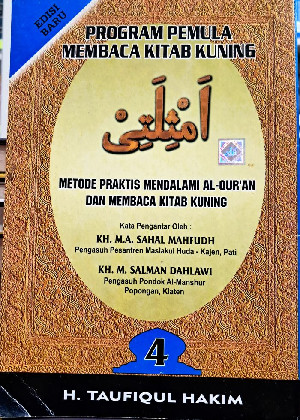 EDISI
BARU
PROGRAM PEMULA
MEMBACA KITAB KUNING
اَمْثِلَتِىْ
METODE PRAKTIS MENDALAMI AL-QUR'AN
DAN MEMBACA KITAB KUNING
Kata Pengantar Oleh :
KH. M.A. SAHAL MAHFUDH
Pengasuh Pesantren Maslakul Huda - Kajen, Pati
KH. M. SALMAN DAHLAWI
Pengasuh Pondok Al-Manshur
Popongan, Klaten
4
H. TAUFIQUL HAKIM